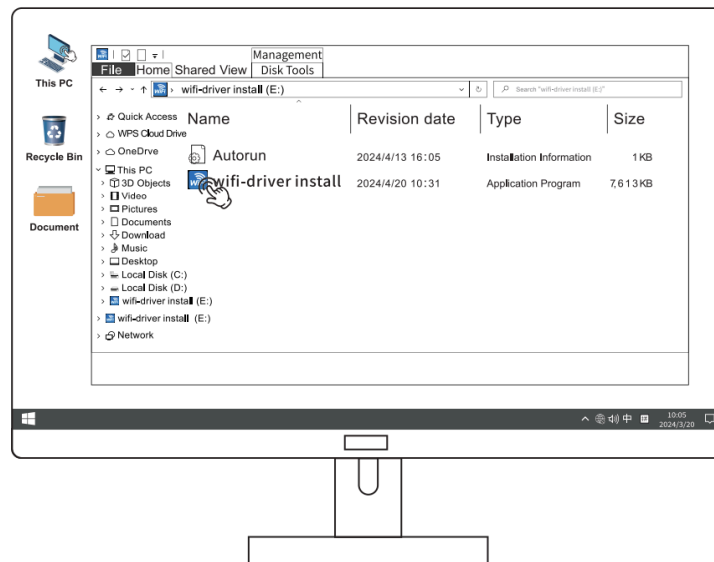 This PC
Recycle Bin
Document
Management
File Home Shared View Disk Tools
wifi-driver install (E:)
Search "wifi-driver install (E:)"
Quick Access
WPS Cloud Drive
OneDrve
This PC
3D Objects
Video
Pictures
Documents
Download
Music
Desktop
Local Disk (C:)
Local Disk (D:)
wifi-driver install (E:)
wifi-driver install (E:)
Network
Name Revision date Type Size
Autorun 2024/4/13 16:05 Installation Information 1KB
wifi-driver install 2024/4/20 10:31 Application Program 7,613KB
中
10:05
2024/3/20